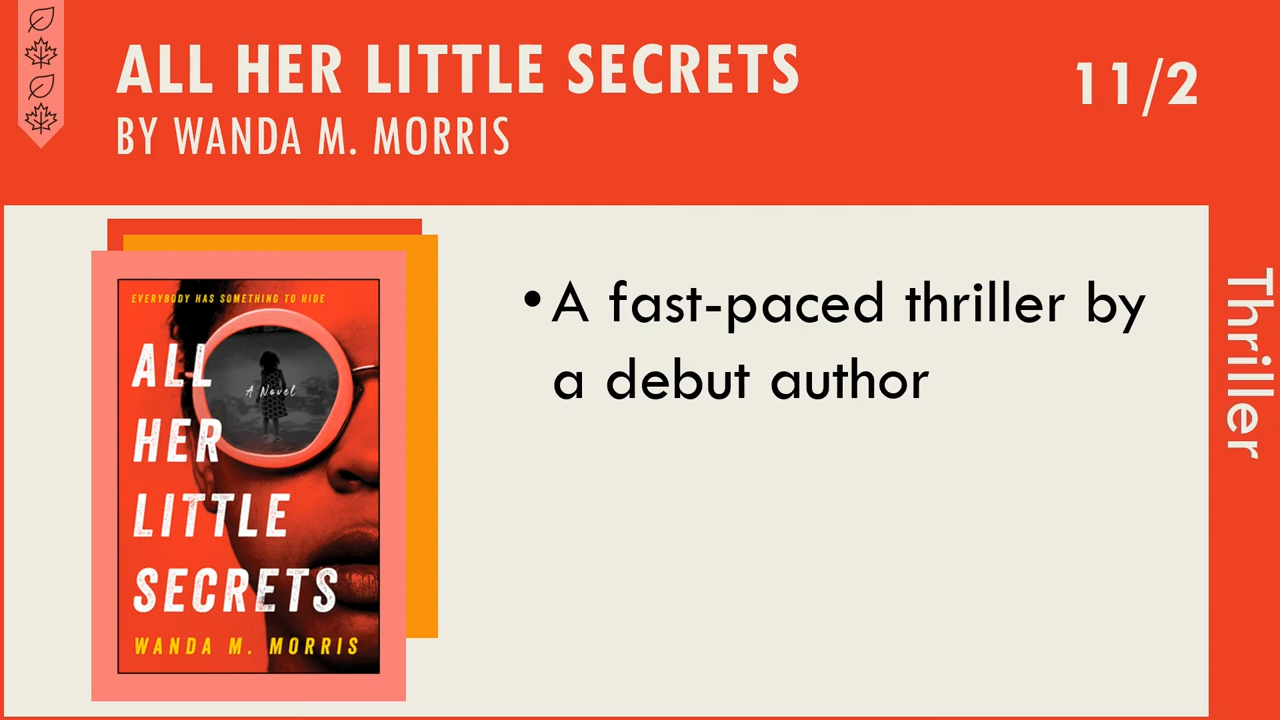 ALL HER LITTLE SECRETS
BY WANDA M. MORRIS
11/2
EVERYBODY HAS SOMETHING TO HIDE
ALL
A Novel
HER
LITTLE
SECRETS
WANDA M. MORRIS
•A fast-paced thriller by
a debut author
Thriller